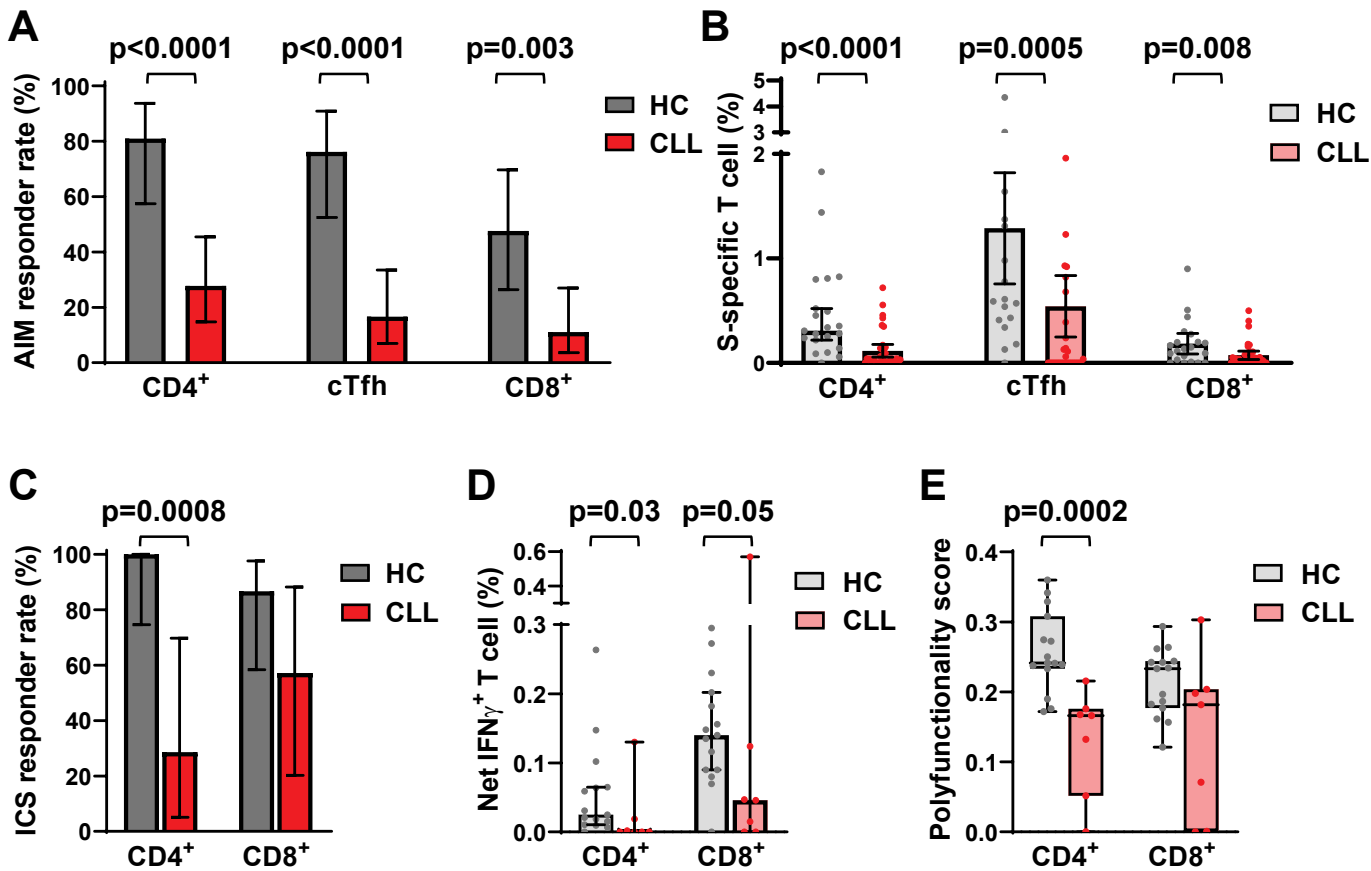 A
p<0.0001 p<0.0001 p=0.003
AIM responder rate (%)
100
80
60
40
20
0
CD4+ cTfh CD8+
HC
CLL
B
p<0.0001 p=0.0005 p=0.008
S-specific T cell (%)
5
4
3
2
1
0
CD4+ cTfh CD8+
HC
CLL
C
p=0.0008
ICS responder rate (%)
100
80
60
40
20
0
CD4+ CD8+
HC
CLL
D
p=0.03 p=0.05
Net IFNγ+ T cell (%)
0.6
0.4
0.3
0.2
0.1
0.0
CD4+ CD8+
HC
CLL
E
p=0.0002
Polyfunctionality score
0.4
0.3
0.2
0.1
0.0
CD4+ CD8+
HC
CLL